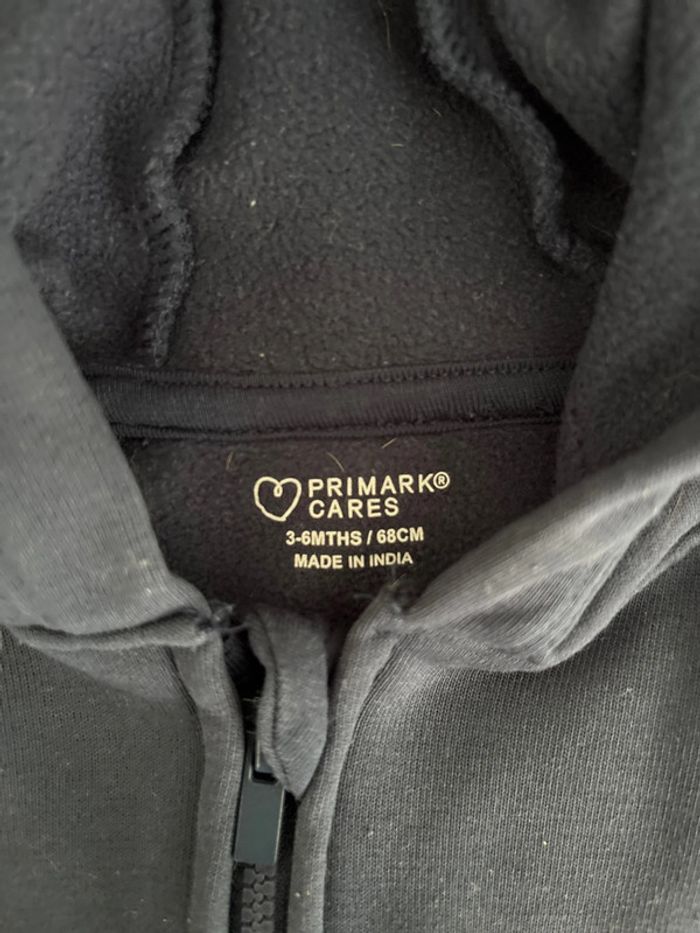 PRIMARK®
CARES
3-6MTHS / 68CM
MADE IN INDIA